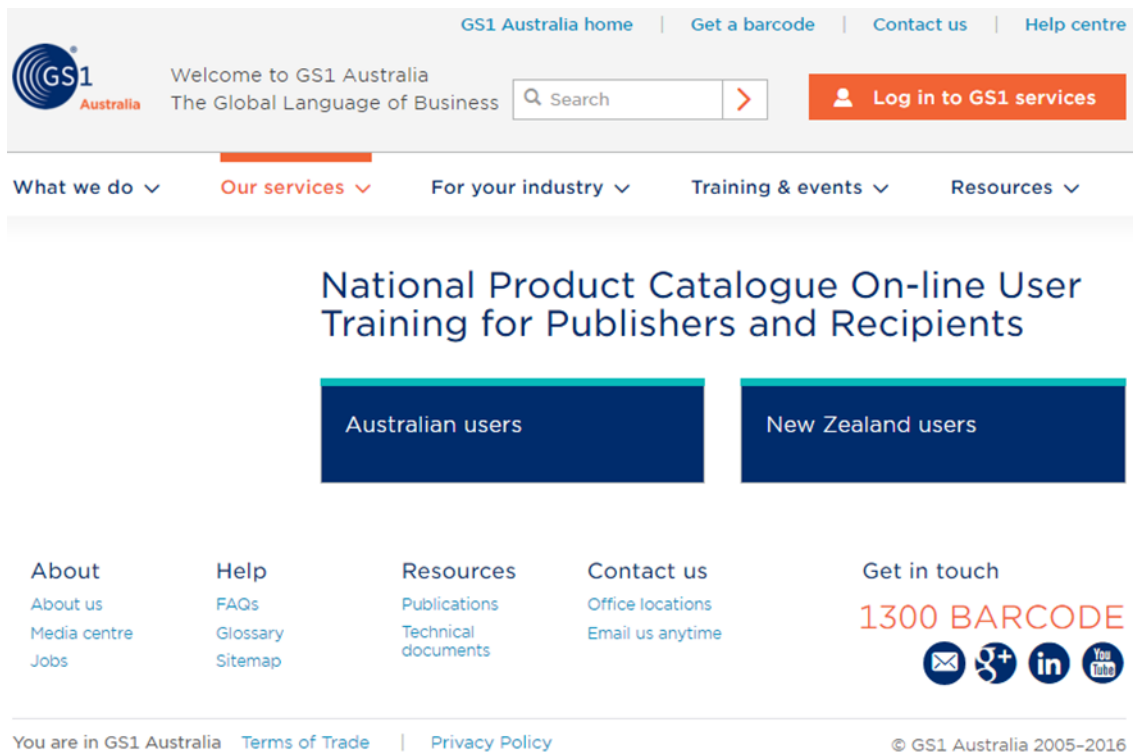 GS1 Australia home | Get a barcode | Contact us | Help centre
GS1
Australia
Welcome to GS1 Australia
The Global Language of Business
Search
Log in to GS1 services
What we do
Our services
For your industry
Training & events
Resources
National Product Catalogue On-line User
Training for Publishers and Recipients
Australian users
New Zealand users
About
About us
Media centre
Jobs
Help
FAQs
Glossary
Sitemap
Resources
Publications
Technical
documents
Contact us
Office locations
Email us anytime
Get in touch
1300 BARCODE
g+
in
You
Tube
You are in GS1 Australia Terms of Trade | Privacy Policy
© GS1 Australia 2005–2016